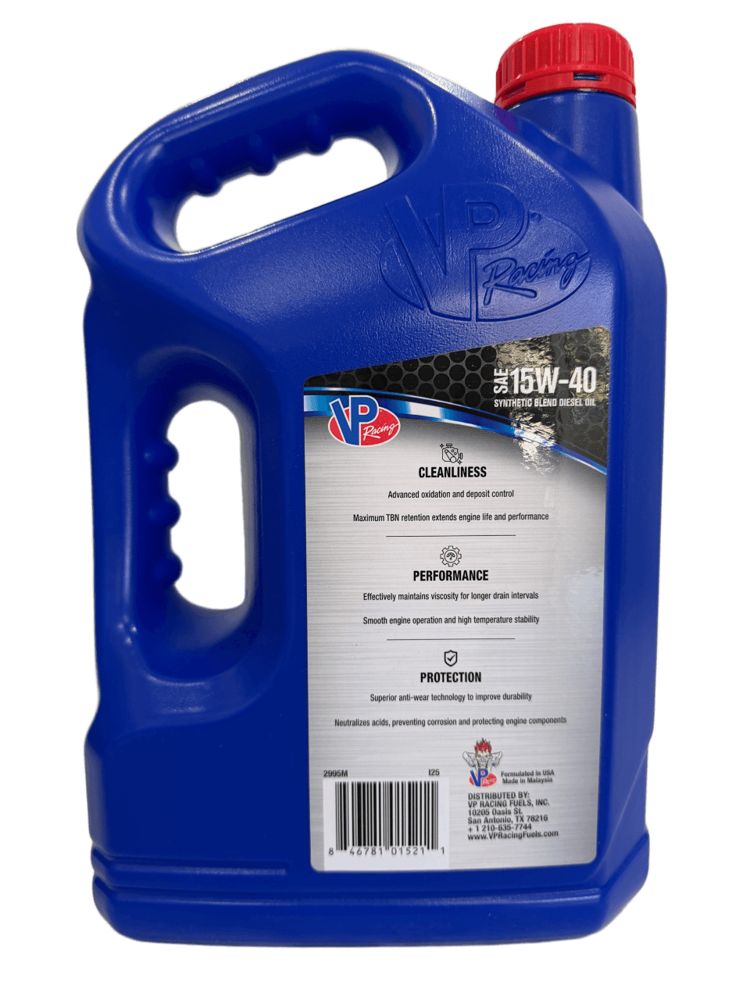 VP
Racing
SAE 15W-40
SYNTHETIC BLEND DIESEL OIL
VP
Racing
CLEANLINESS
Advanced oxidation and deposit control
Maximum TBN retention extends engine life and performance
PERFORMANCE
Effectively maintains viscosity for longer drain intervals
Smooth engine operation and high temperature stability
PROTECTION
Superior anti-wear technology to improve durability
Neutralizes acids, preventing corrosion and protecting engine components
VP
Racing
Formulated in USA
Made in Malaysia
2995M I25
DISTRIBUTED BY:
VP RACING FUELS, INC.
10205 Oasis St.
San Antonio, TX 78216
+ 1 210-635-7744
www.VPRacingFuels.com
8 46781 01521 1